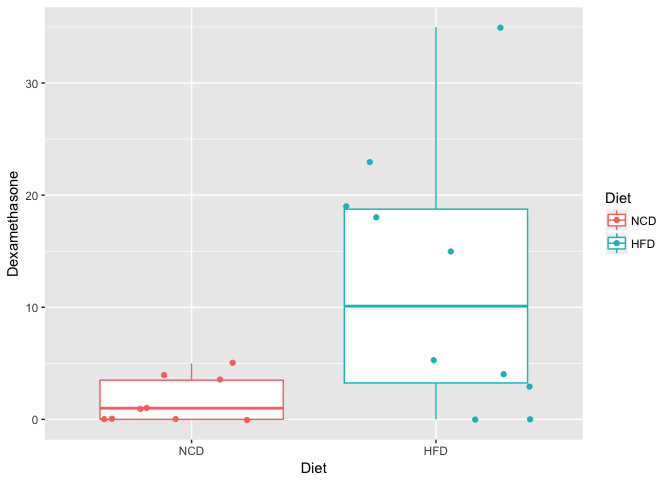 Dexamethasone
30
20
10
0
NCD
HFD
Diet
Diet
NCD
HFD